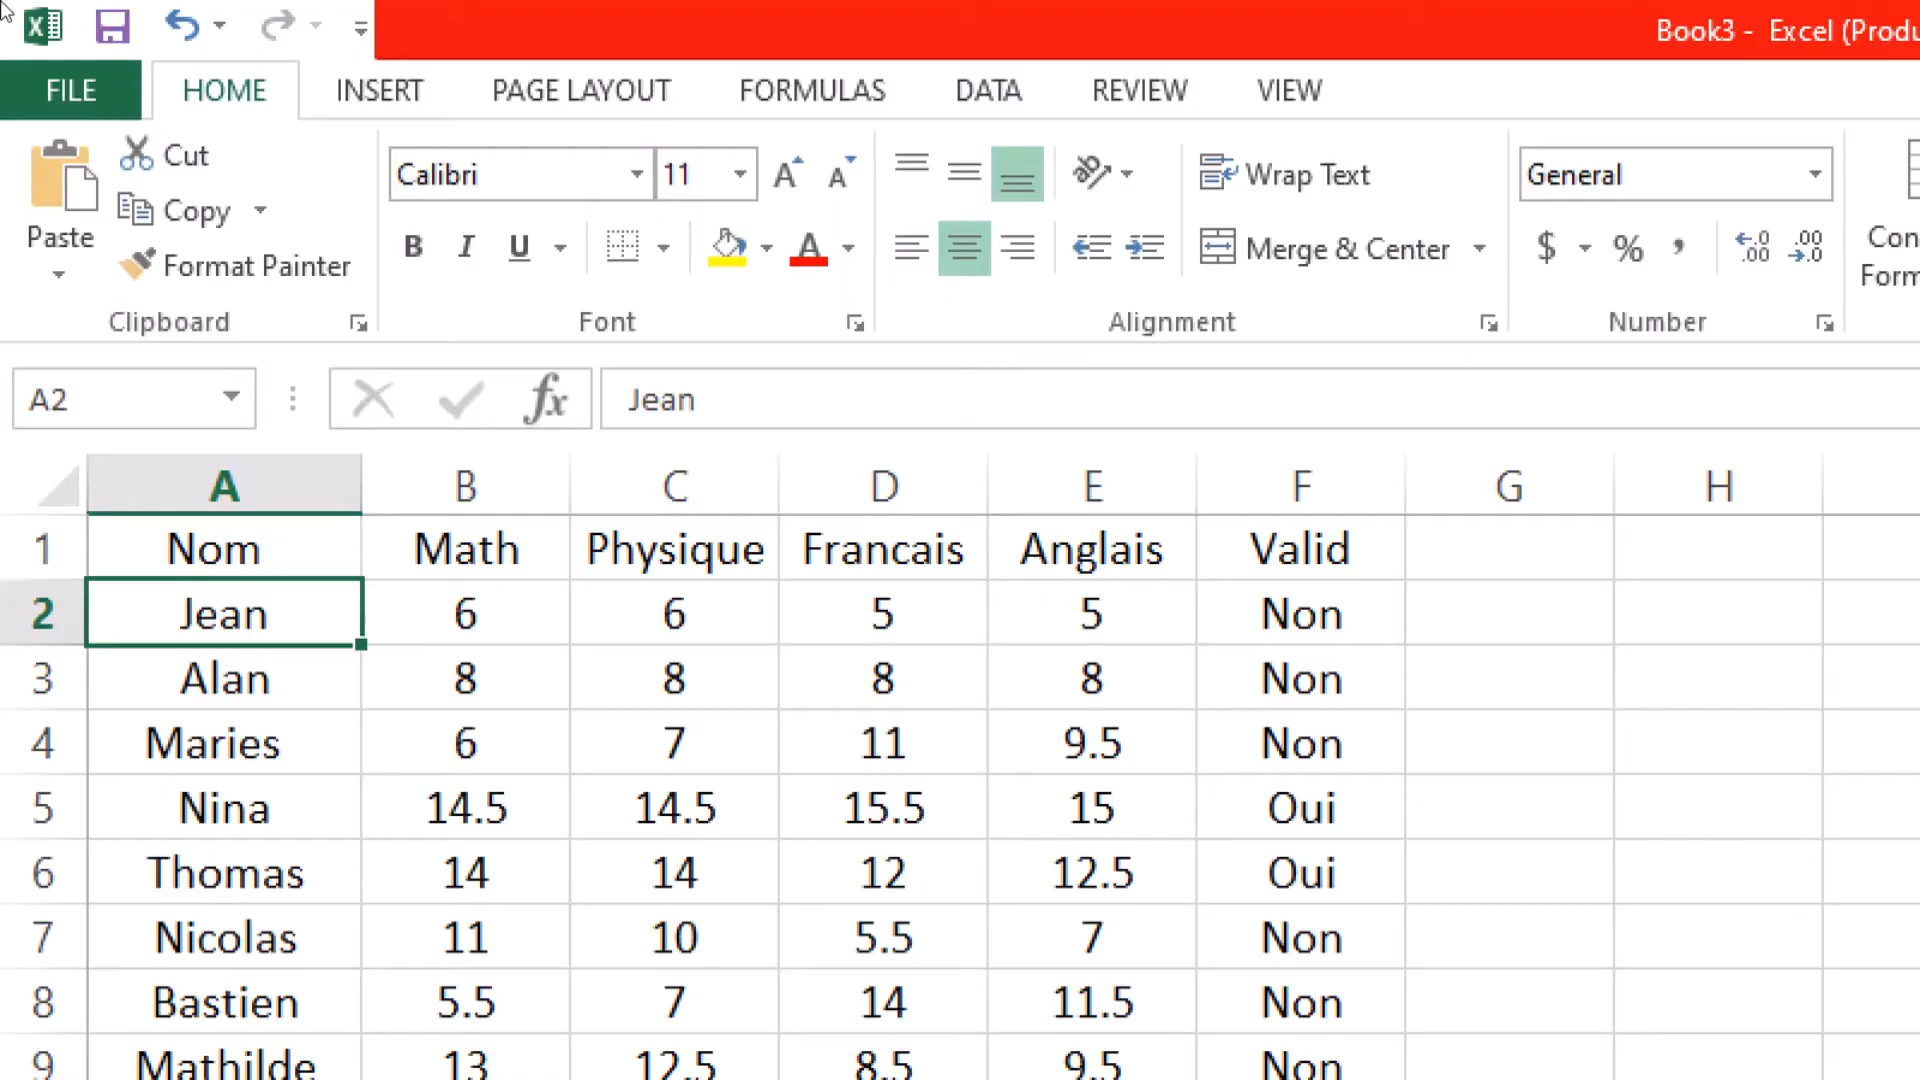 Book3 - Excel (Produ
FILE HOME INSERT PAGE LAYOUT FORMULAS DATA REVIEW VIEW
Paste
Cut
Copy
Format Painter
Clipboard
Calibri 11
B I U A
Font
Wrap Text
Merge & Center
Alignment
General
$ % ,
Number
Con
Form
A2 fx Jean
A B C D E F G H
1 Nom Math Physique Francais Anglais Valid
2 Jean 6 6 5 5 Non
3 Alan 8 8 8 8 Non
4 Maries 6 7 11 9.5 Non
5 Nina 14.5 14.5 15.5 15 Oui
6 Thomas 14 14 12 12.5 Oui
7 Nicolas 11 10 5.5 7 Non
8 Bastien 5.5 7 14 11.5 Non
9 Mathilde 13 12.5 8.5 9.5 Non